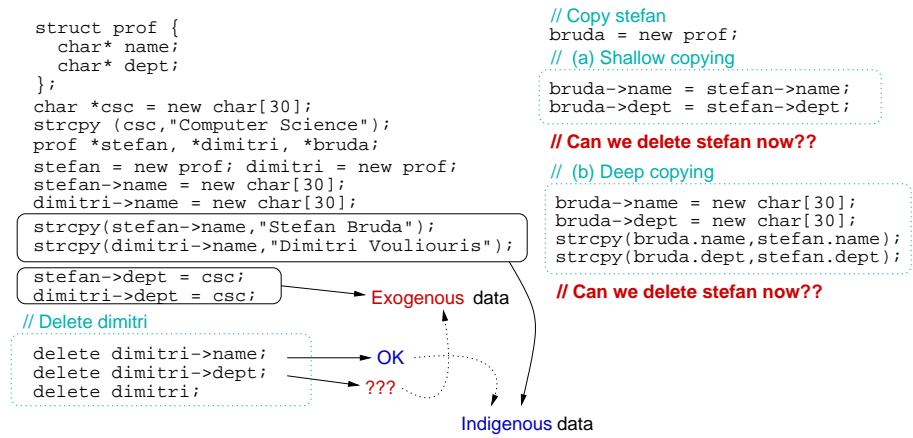 struct prof {
char* name;
char* dept;
};
char *csc = new char[30];
strcpy (csc,"Computer Science");
prof *stefan, *dimitri, *bruda;
stefan = new prof; dimitri = new prof;
stefan->name = new char[30];
dimitri->name = new char[30];
strcpy(stefan->name,"Stefan Bruda");
strcpy(dimitri->name,"Dimitri Vouliouris");
stefan->dept = csc;
dimitri->dept = csc;
Exogenous data
// Delete dimitri
delete dimitri->name;
delete dimitri->dept;
delete dimitri;
OK
???
Indigenous data
// Copy stefan
bruda = new prof;
// (a) Shallow copying
bruda->name = stefan->name;
bruda->dept = stefan->dept;
// Can we delete stefan now??
// (b) Deep copying
bruda->name = new char[30];
bruda->dept = new char[30];
strcpy(bruda.name,stefan.name);
strcpy(bruda.dept,stefan.dept);
// Can we delete stefan now??